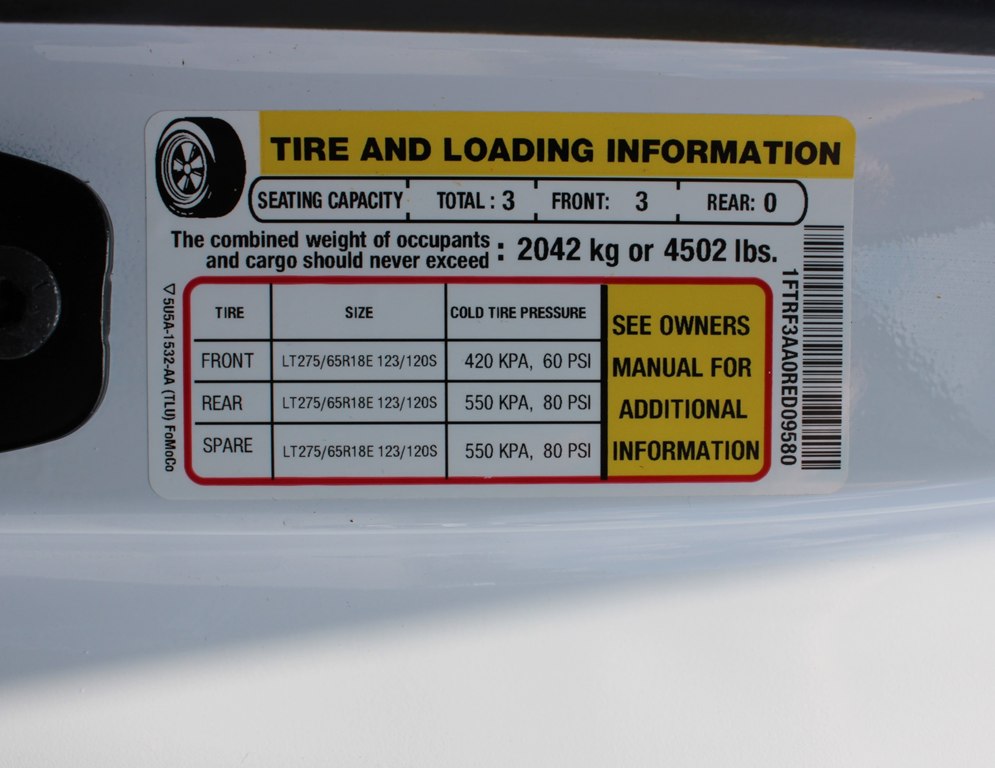 TIRE AND LOADING INFORMATION
SEATING CAPACITY TOTAL : 3 FRONT: 3 REAR: 0
The combined weight of occupants
and cargo should never exceed : 2042 kg or 4502 lbs.
TIRE SIZE COLD TIRE PRESSURE
FRONT LT275/65R18E 123/120S 420 KPA, 60 PSI
REAR LT275/65R18E 123/120S 550 KPA, 80 PSI
SPARE LT275/65R18E 123/120S 550 KPA, 80 PSI
SEE OWNERS
MANUAL FOR
ADDITIONAL
INFORMATION
5U5A-1532-AA (TLU) FoMoCo
1FTRF3AA0RED09580